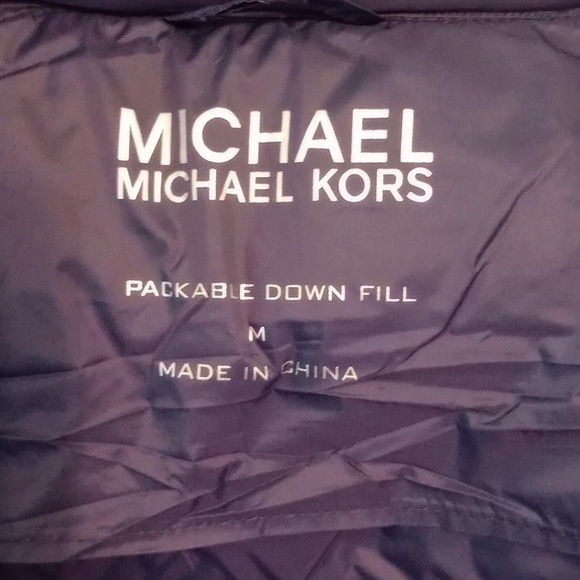 MICHAEL
MICHAEL KORS
PACKABLE DOWN FILL
M
MADE IN CHINA